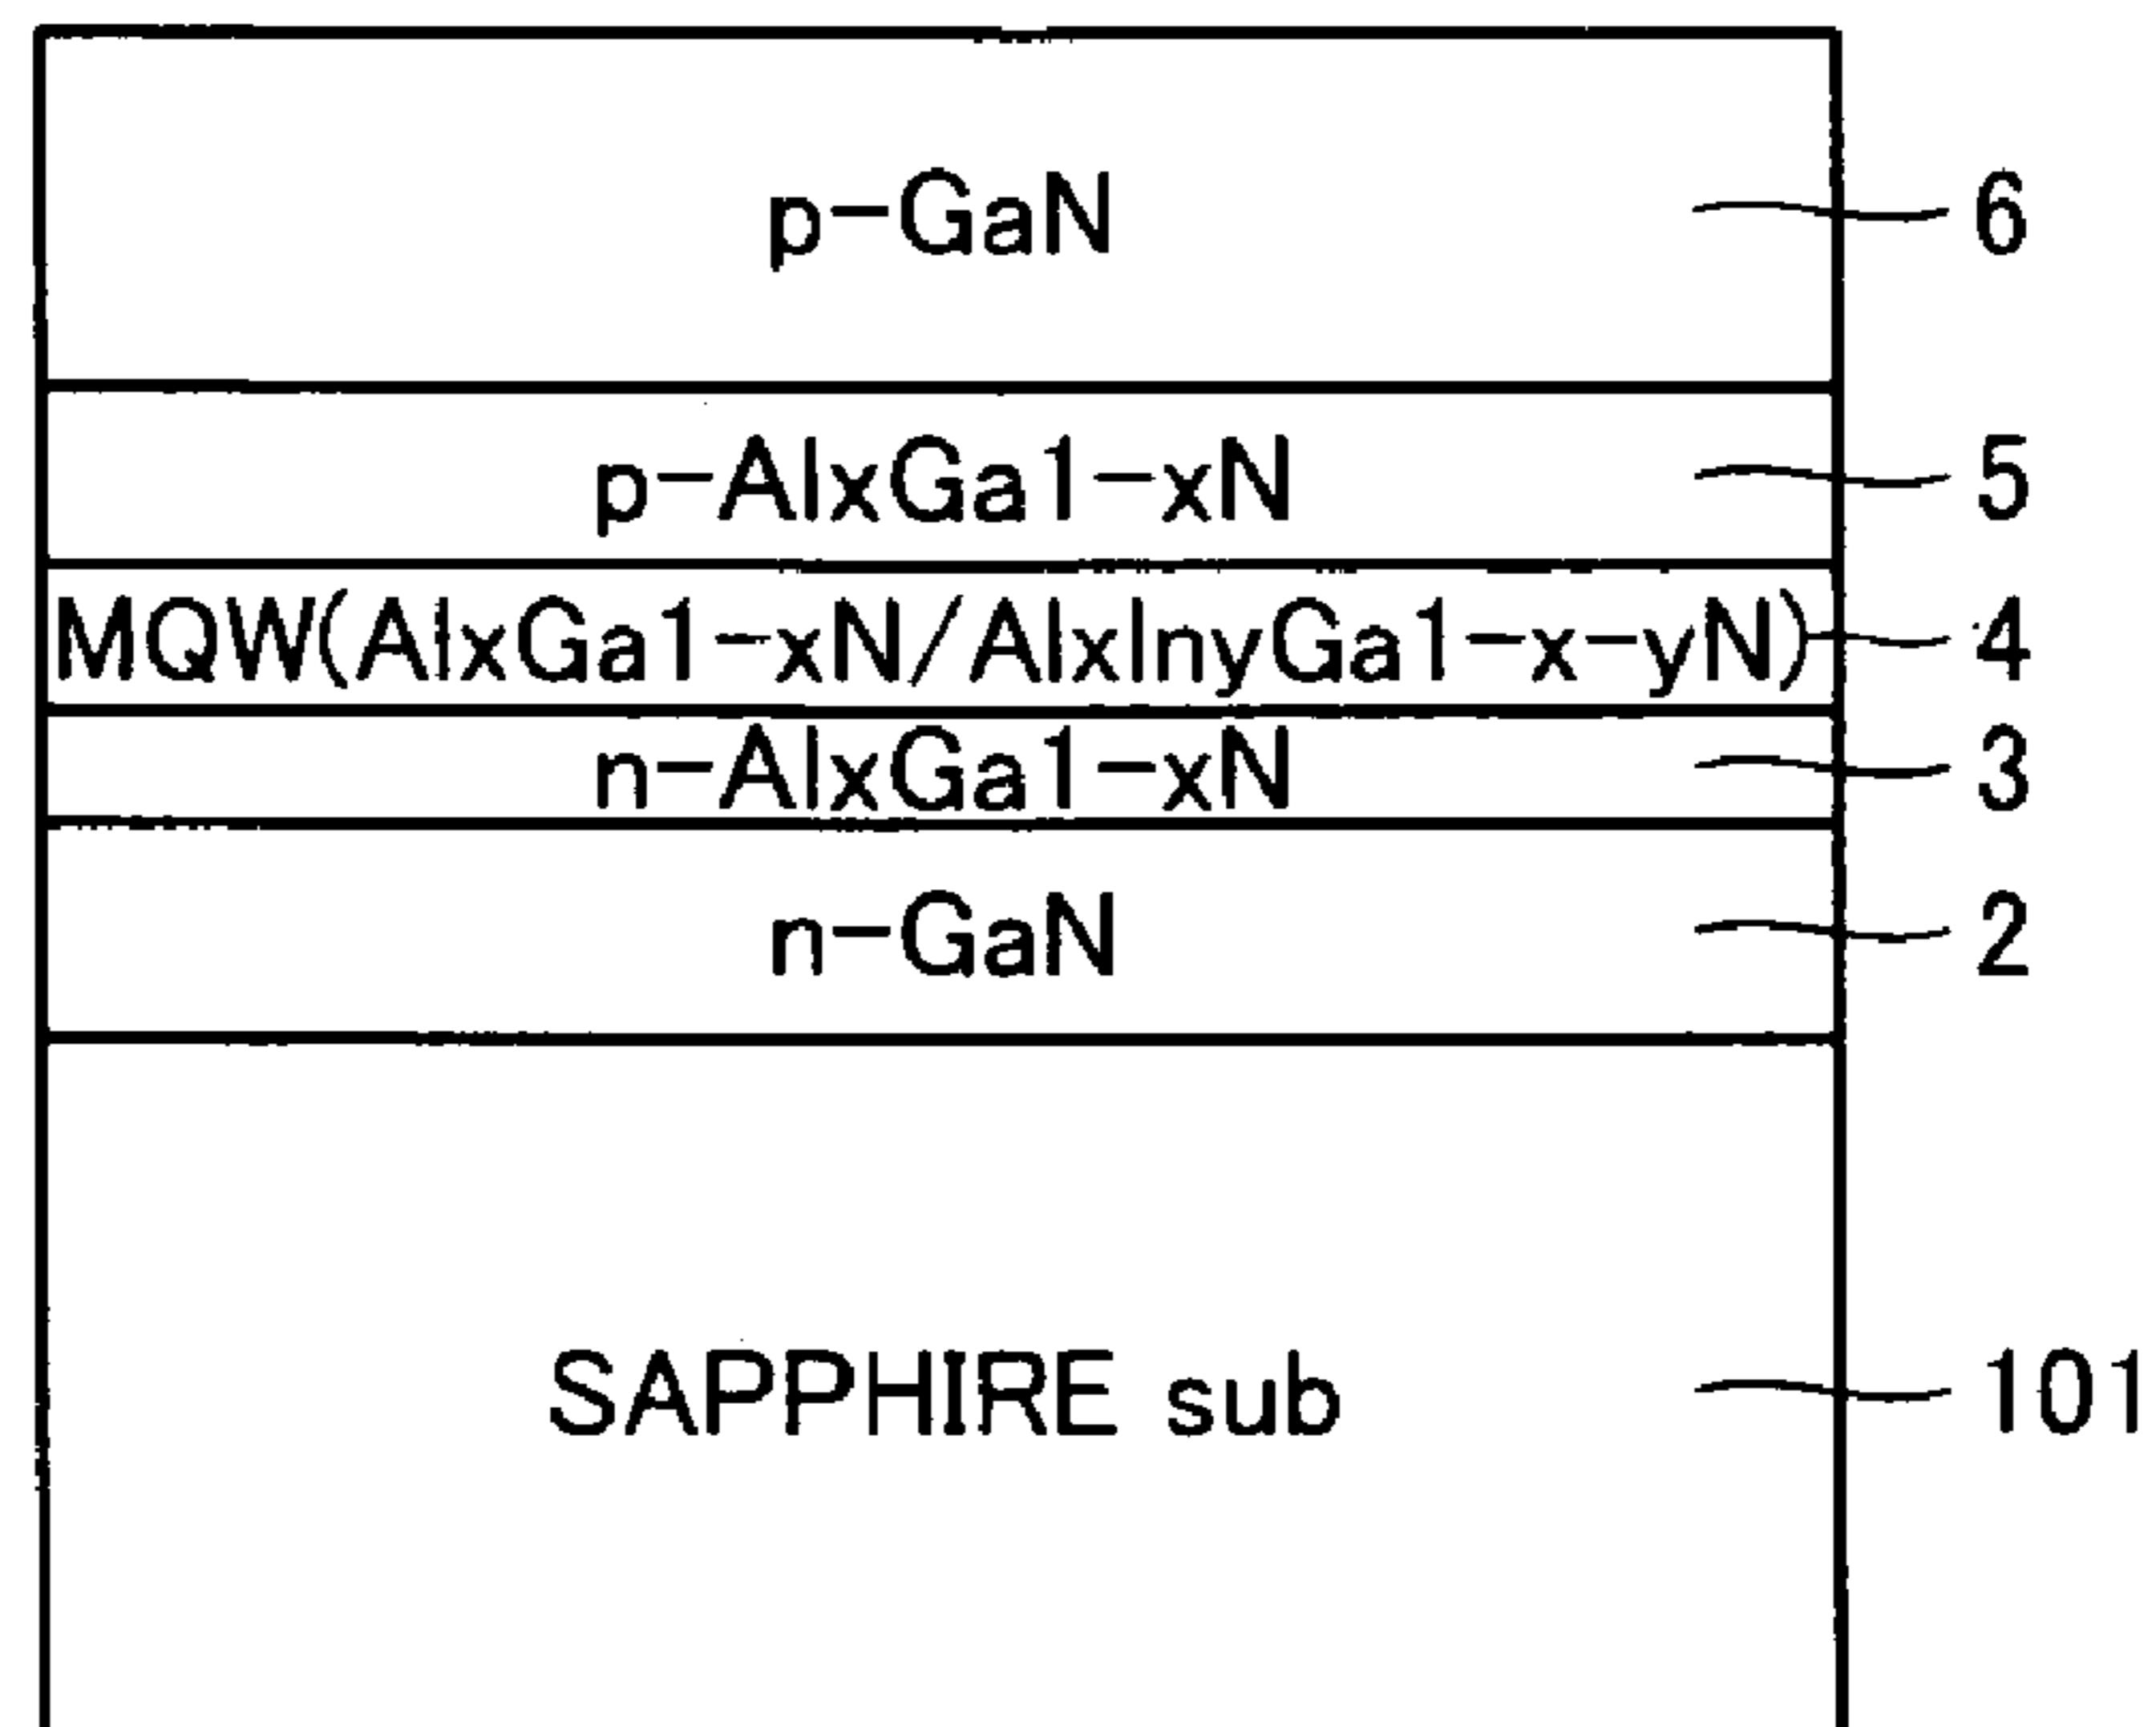 p-GaN 6
p-AlxGa1-xN 5
MQW(AlxGa1-xN/AlxInyGa1-x-yN) 4
n-AlxGa1-xN 3
n-GaN 2
SAPPHIRE sub 101